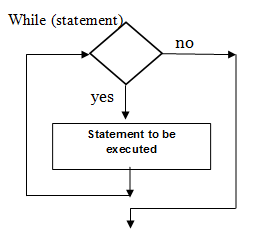 While (statement)
no
yes
Statement to be
executed